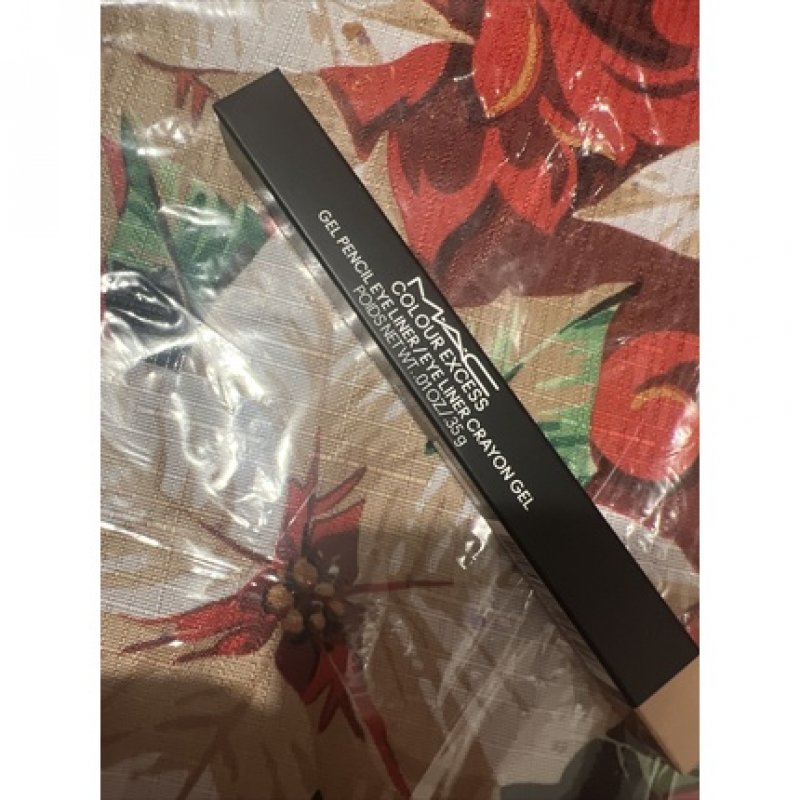 MAC
COLOUR EXCESS
GEL PENCIL EYE LINER / EYE LINER CRAYON GEL
POIDS NET WT. .01 OZ / .35 g